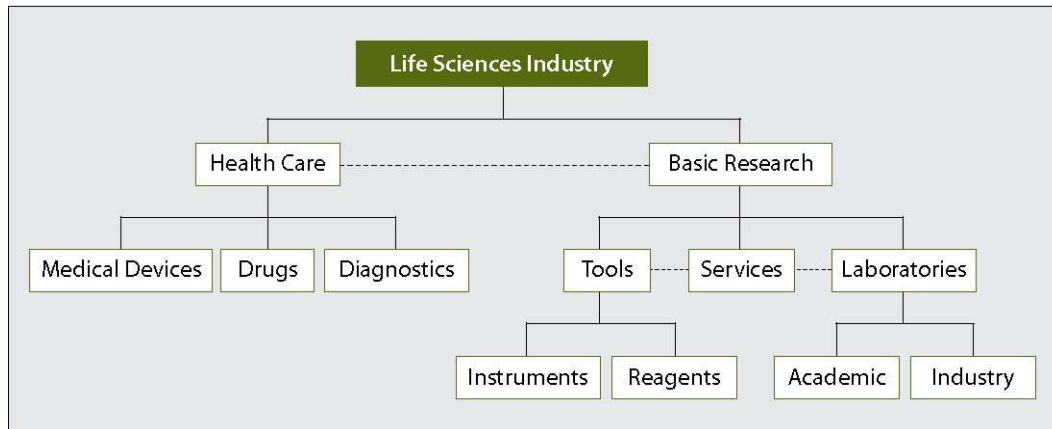 Life Sciences Industry
Health Care
Basic Research
Medical Devices
Drugs
Diagnostics
Tools
Services
Laboratories
Instruments
Reagents
Academic
Industry